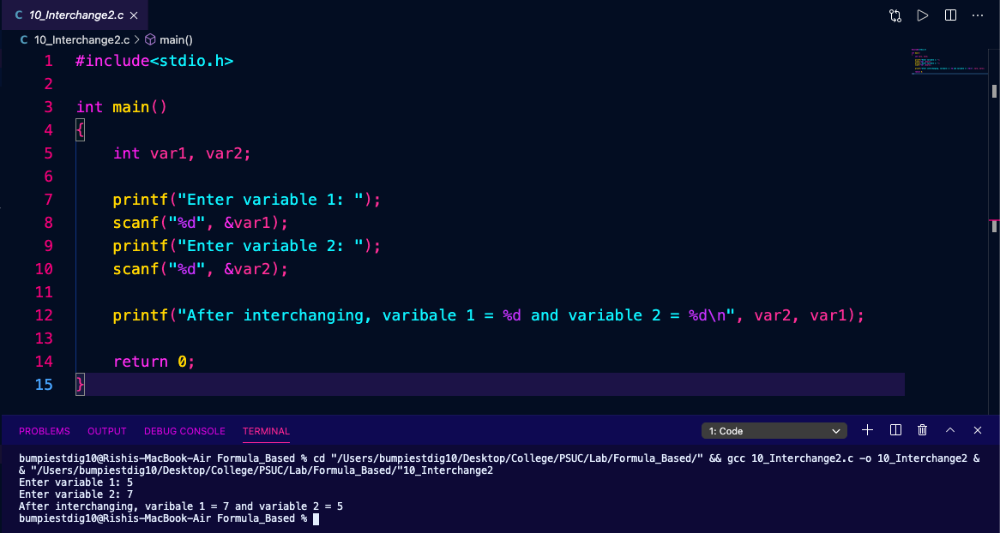 C 10_Interchange2.c ×
C 10_Interchange2.c > main()
1 #include<stdio.h>
2
3 int main()
4 {
5 int var1, var2;
6
7 printf("Enter variable 1: ");
8 scanf("%d", &var1);
9 printf("Enter variable 2: ");
10 scanf("%d", &var2);
11
12 printf("After interchanging, varibale 1 = %d and variable 2 = %d\n", var2, var1);
13
14 return 0;
15 }
PROBLEMS OUTPUT DEBUG CONSOLE TERMINAL 1: Code
bumpiestdig10@Rishis-MacBook-Air Formula_Based % cd "/Users/bumpiestdig10/Desktop/College/PSUC/Lab/Formula_Based/" && gcc 10_Interchange2.c -o 10_Interchange2 &
& "/Users/bumpiestdig10/Desktop/College/PSUC/Lab/Formula_Based/"10_Interchange2
Enter variable 1: 5
Enter variable 2: 7
After interchanging, varibale 1 = 7 and variable 2 = 5
bumpiestdig10@Rishis-MacBook-Air Formula_Based %